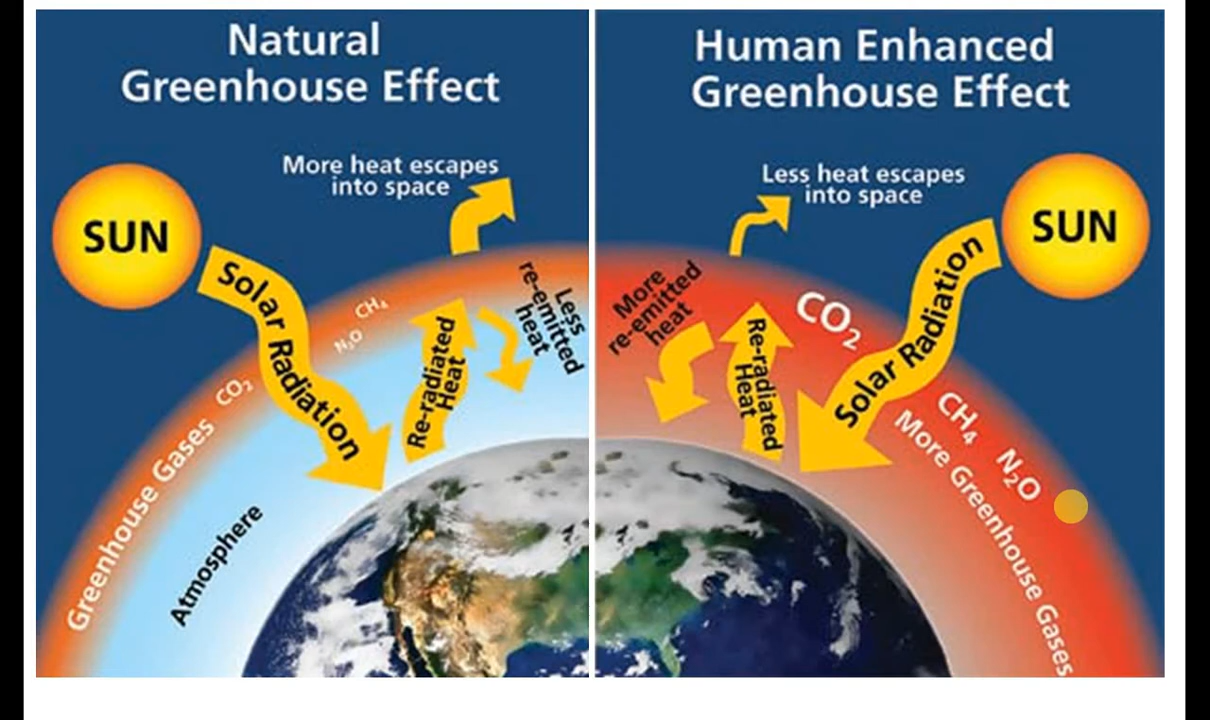 Natural
Greenhouse Effect
More heat escapes
into space
SUN
Solar Radiation
CH₄
N₂O
CO₂
Greenhouse Gases
Atmosphere
Re-radiated
Heat
Less
re-emitted
heat
Human Enhanced
Greenhouse Effect
Less heat escapes
into space
SUN
Solar Radiation
More
re-emitted
heat
Re-radiated
Heat
CO₂
CH₄
N₂O
More Greenhouse Gases